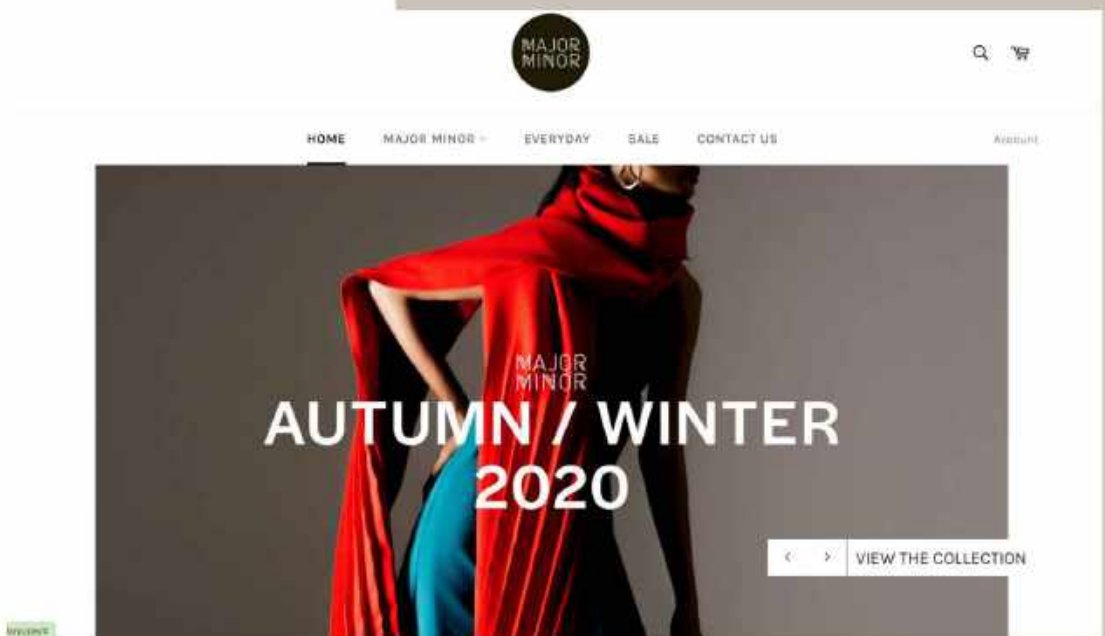 MAJOR
MINOR
HOME MAJOR MINOR EVERYDAY SALE CONTACT US Account
MAJOR
MINOR
AUTUMN / WINTER
2020
VIEW THE COLLECTION